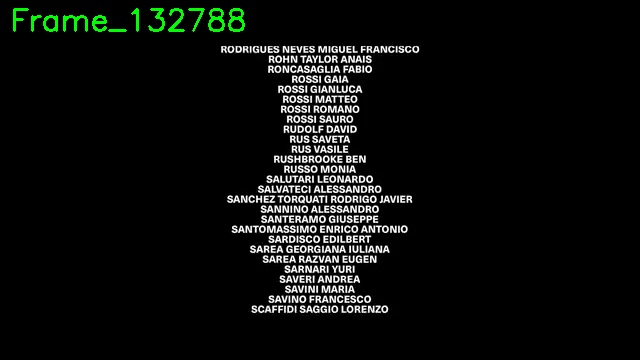 Frame_132788
RODRIGUES NEVES MIGUEL FRANCISCO
ROHN TAYLOR ANAIS
RONCASAGLIA FABIO
ROSSI GAIA
ROSSI GIANLUCA
ROSSI MATTEO
ROSSI ROMANO
ROSSI SAURO
RUDOLF DAVID
RUS SAVETA
RUS VASILE
RUSHBROOKE BEN
RUSSO MONIA
SALUTARI LEONARDO
SALVATECI ALESSANDRO
SANCHEZ TORQUATI RODRIGO JAVIER
SANNINO ALESSANDRO
SANTERAMO GIUSEPPE
SANTOMASSIMO ENRICO ANTONIO
SARDISCO EDILBERT
SAREA GEORGIANA IULIANA
SAREA RAZVAN EUGEN
SARNARI YURI
SAVERI ANDREA
SAVINI MARIA
SAVINO FRANCESCO
SCAFFIDI SAGGIO LORENZO